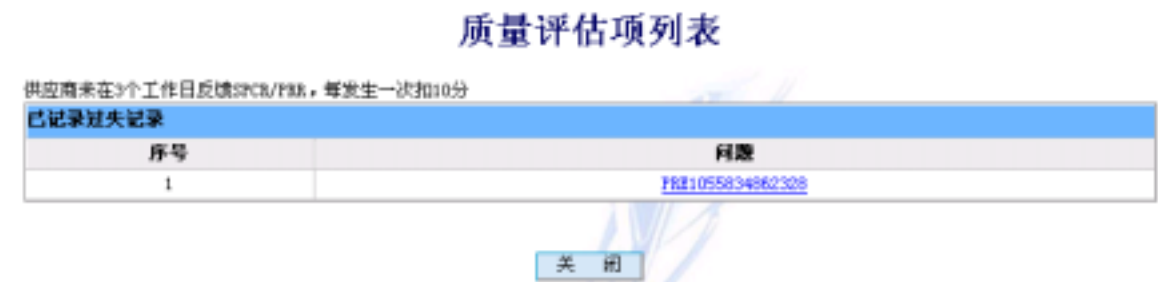 质量评估项列表
供应商未在3个工作日反馈SPCR/PRR，每发生一次扣10分
已记录过失记录
序号 问题
1 PRR1055834862328
关 闭